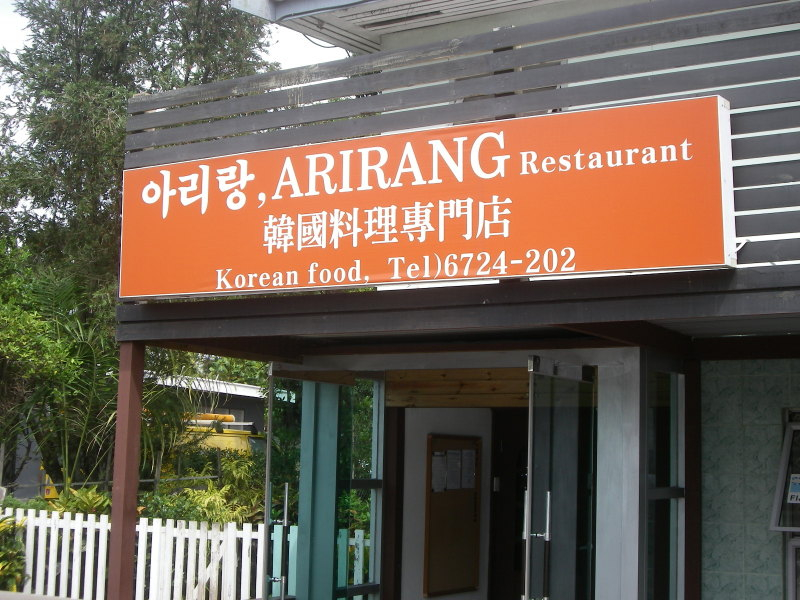 아리랑, ARIRANG Restaurant
韓國料理專門店
Korean food, Tel)6724-202